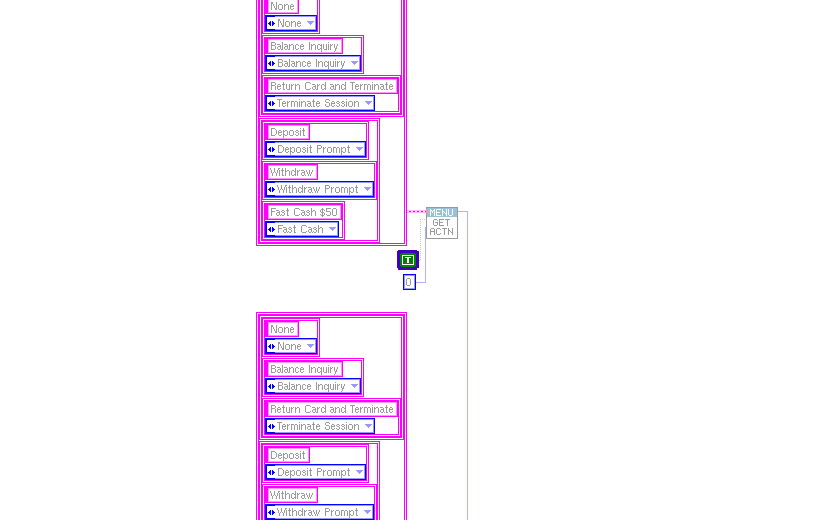 None
None
Balance Inquiry
Balance Inquiry
Return Card and Terminate
Terminate Session
Deposit
Deposit Prompt
Withdraw
Withdraw Prompt
Fast Cash $50
Fast Cash
MENU
GET
ACTN
T
0
None
None
Balance Inquiry
Balance Inquiry
Return Card and Terminate
Terminate Session
Deposit
Deposit Prompt
Withdraw
Withdraw Prompt